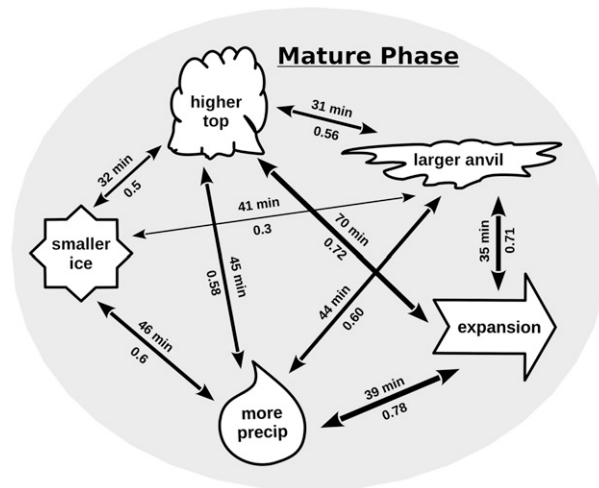 Mature Phase
higher
top
31 min
0.56
larger anvil
32 min
0.5
41 min
0.3
smaller
ice
70 min
0.72
35 min
0.71
45 min
0.58
44 min
0.60
expansion
46 min
0.6
39 min
0.78
more
precip